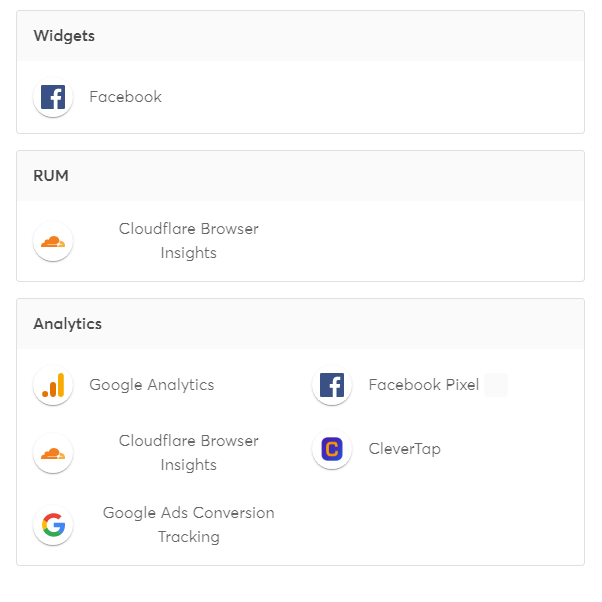 Widgets
Facebook
RUM
Cloudflare Browser
Insights
Analytics
Google Analytics
Facebook Pixel
Cloudflare Browser
Insights
CleverTap
Google Ads Conversion
Tracking